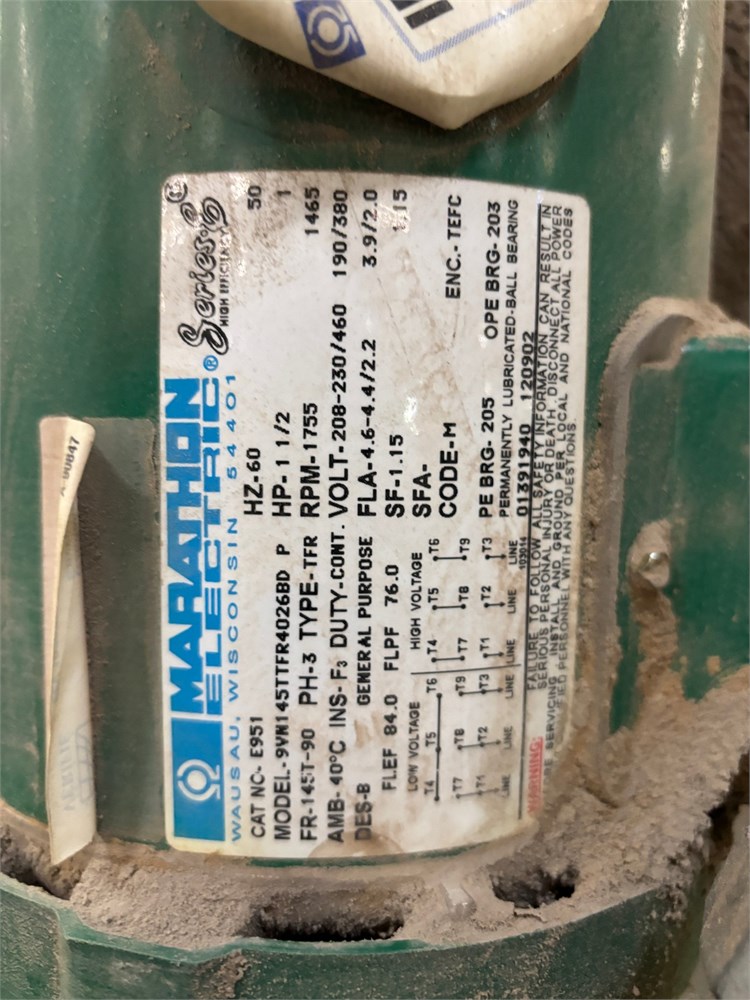 MARATHON
ELECTRIC®
Series E
HIGH EFFICIENCY
WAUSAU, WISCONSIN 54401
CAT NO- E951 HZ-60 50
MODEL-9VM145TTFR4026BD P HP-1 1/2 1
FR-145T-90 PH-3 TYPE-TFR RPM-1755 1465
AMB-40°C INS-F3 DUTY-CONT. VOLT-208-230/460 190/380
DES-B GENERAL PURPOSE FLA-4.6-4.4/2.2 3.9/2.0
FLEF 84.0 FLPF 76.0 SF-1.15 1.15
SFA-
CODE-M ENC.- TEFC
PE BRG- 205 OPE BRG- 203
PERMANENTLY LUBRICATED-BALL BEARING
01391940 120902
LOW VOLTAGE HIGH VOLTAGE
T4 T5 T6 T4 T5 T6
T7 T8 T9 T7 T8 T9
T1 T2 T3 T1 T2 T3
LINE LINE LINE LINE LINE
WARNING:
FAILURE TO FOLLOW ALL SAFETY INFORMATION CAN RESULT IN
SERIOUS PERSONAL INJURY OR DEATH. DISCONNECT ALL POWER
SERVICING. INSTALL AND GROUND PER LOCAL AND NATIONAL CODES
PERSONNEL WITH ANY QUESTIONS.